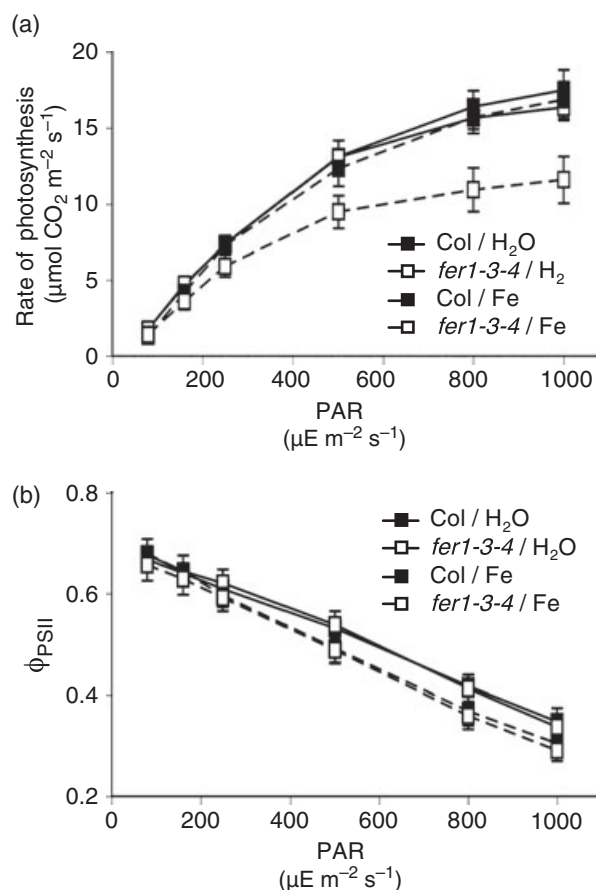 (a)
Rate of photosynthesis
(μmol CO₂ m⁻² s⁻¹)
20
15
10
5
0
Col / H₂O
fer1-3-4 / H₂
Col / Fe
fer1-3-4 / Fe
0 200 400 600 800 1000
PAR
(μE m⁻² s⁻¹)
(b)
ϕPSII
0.8
0.6
0.4
0.2
Col / H₂O
fer1-3-4 / H₂O
Col / Fe
fer1-3-4 / Fe
0 200 400 600 800 1000
PAR
(μE m⁻² s⁻¹)